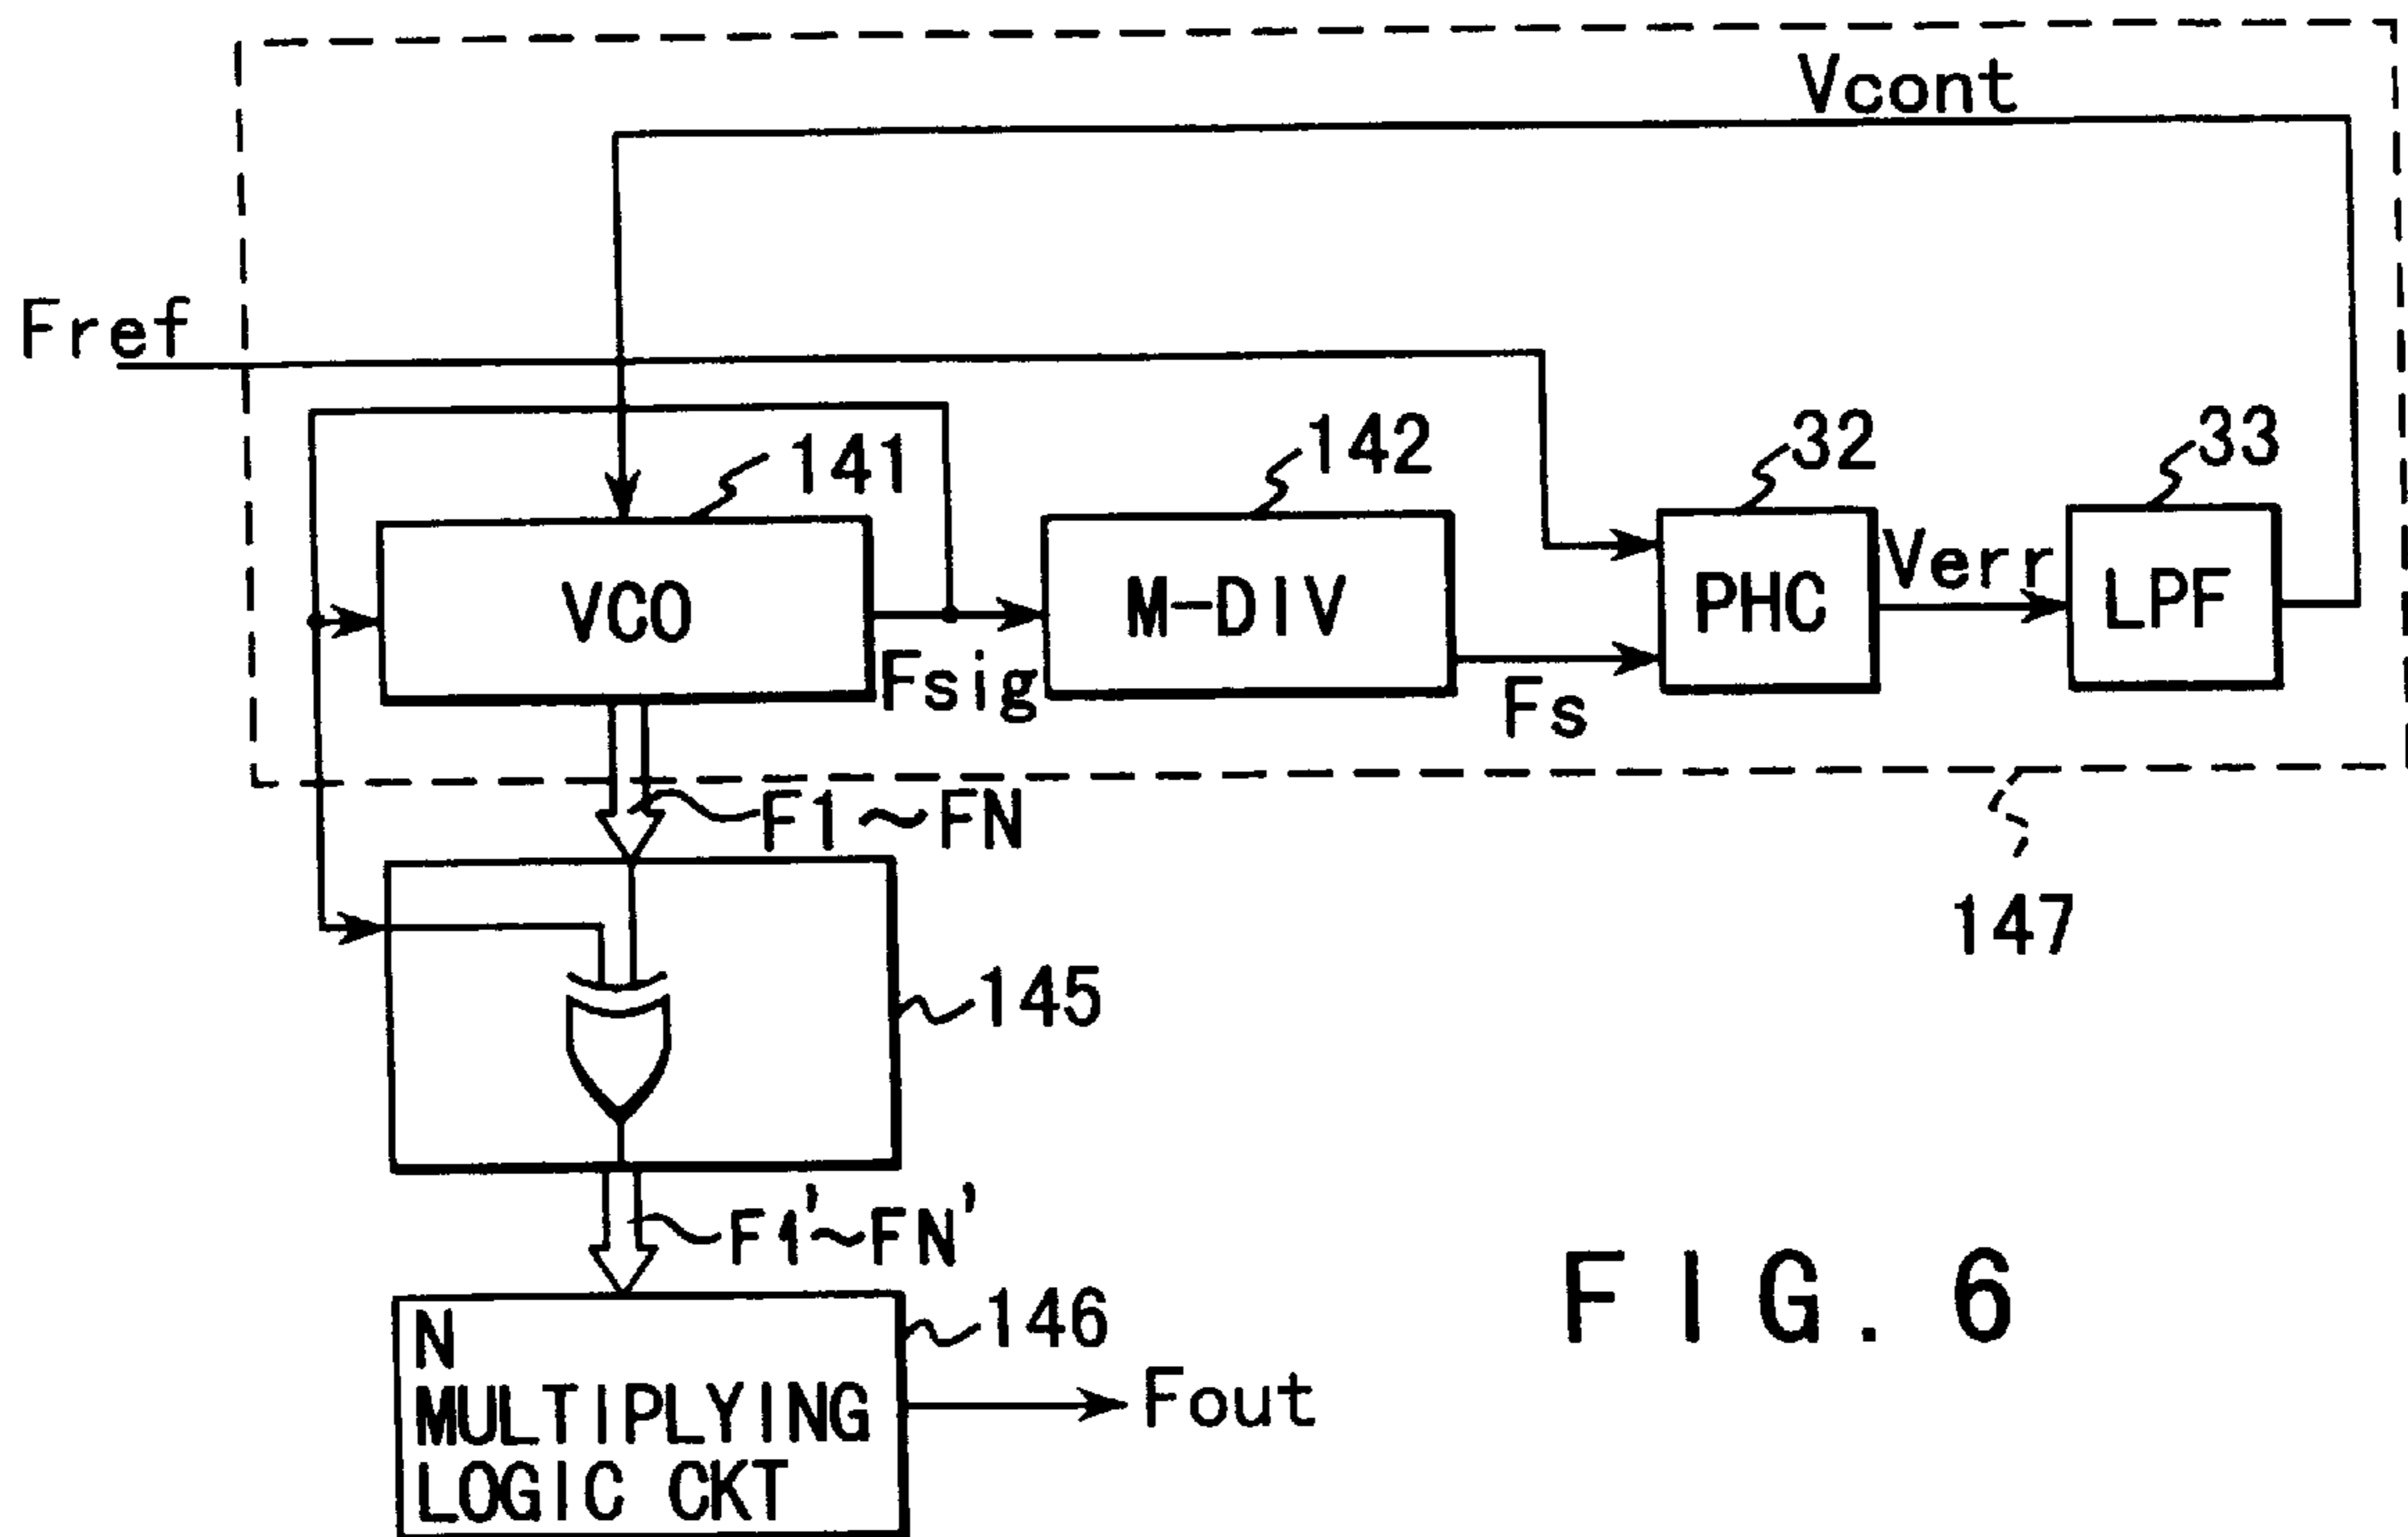 Vcont
Fref
141
142
32
33
VCO
Fsig
M-DIV
Fs
PHC
Verr
LPF
F1~FN
147
145
F1'~FN'
146
N
MULTIPLYING
LOGIC CKT
Fout
FIG. 6